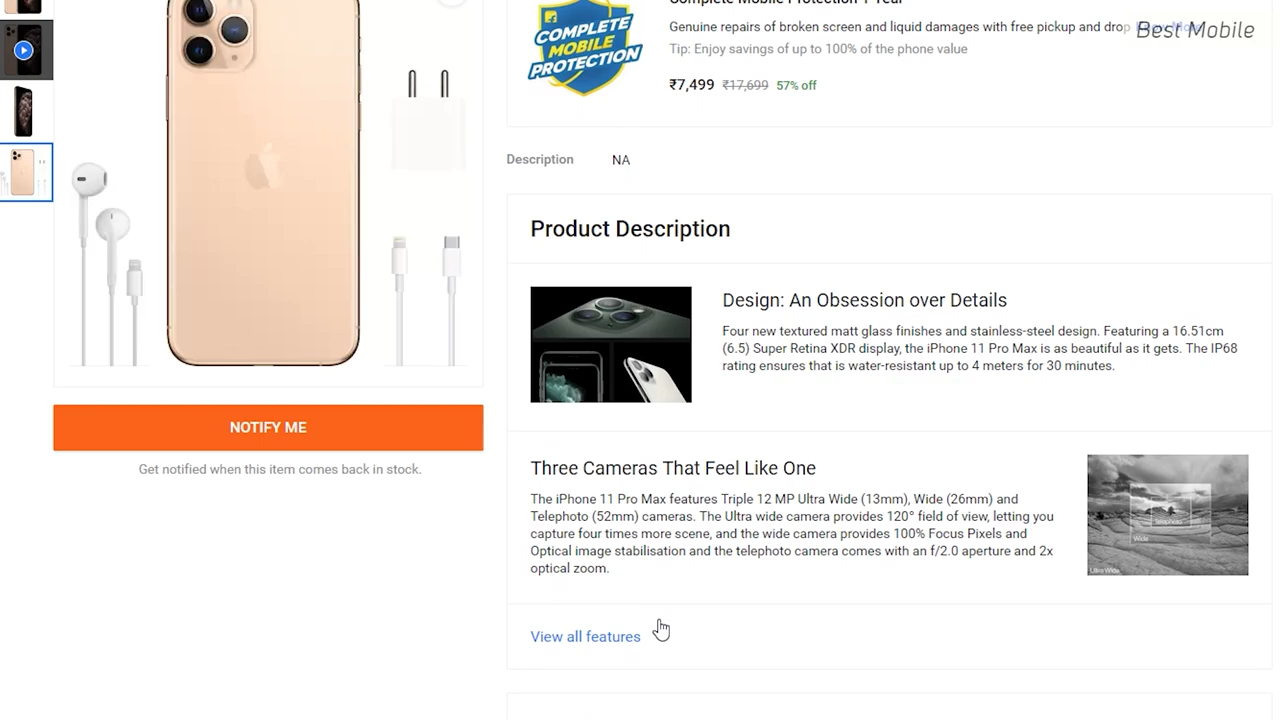 Genuine repairs of broken screen and liquid damages with free pickup and drop
Best Mobile
COMPLETE
MOBILE
PROTECTION
Tip: Enjoy savings of up to 100% of the phone value
₹7,499 ₹17,699 57% off
Description NA
Product Description
Design: An Obsession over Details
Four new textured matt glass finishes and stainless-steel design. Featuring a 16.51cm
(6.5) Super Retina XDR display, the iPhone 11 Pro Max is as beautiful as it gets. The IP68
rating ensures that is water-resistant up to 4 meters for 30 minutes.
NOTIFY ME
Get notified when this item comes back in stock.
Three Cameras That Feel Like One
The iPhone 11 Pro Max features Triple 12 MP Ultra Wide (13mm), Wide (26mm) and
Telephoto (52mm) cameras. The Ultra wide camera provides 120° field of view, letting you
capture four times more scene, and the wide camera provides 100% Focus Pixels and
Optical image stabilisation and the telephoto camera comes with an f/2.0 aperture and 2x
optical zoom.
Telephoto
Wide
Ultra Wide
View all features